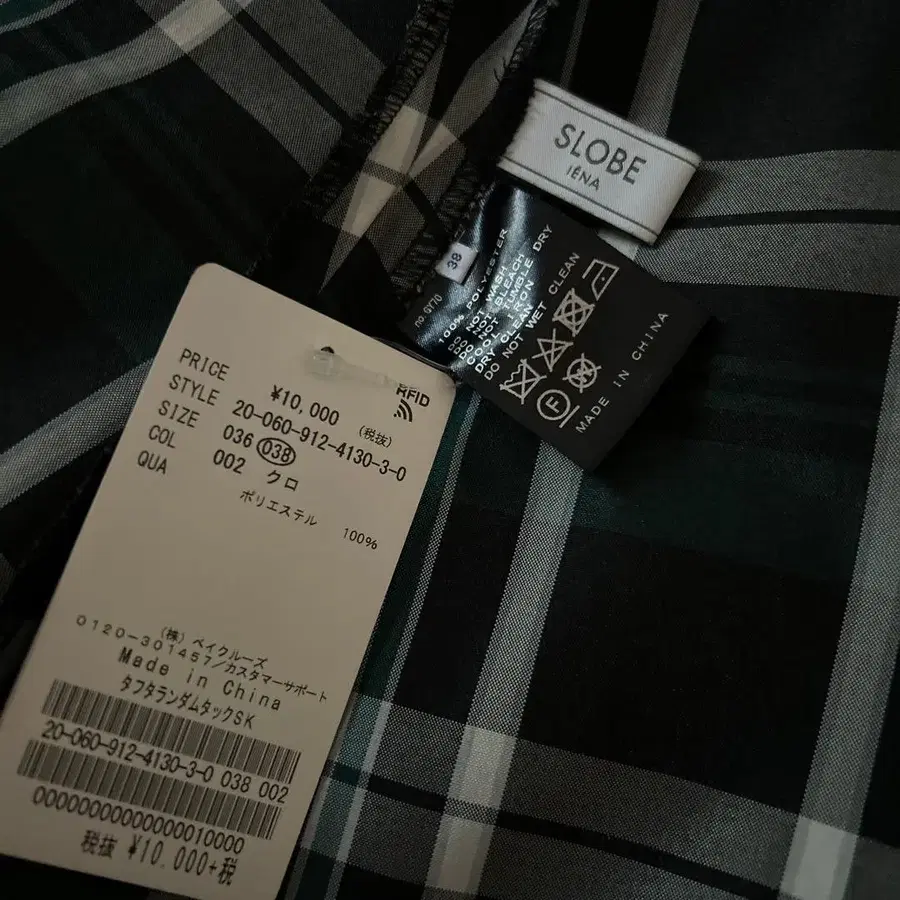 SLOBE
IÉNA
38
no. GY70
100% POLYESTER
DO NOT WASH
DO NOT BLEACH
DO NOT TUMBLE DRY
IRON
DRY CLEAN
DO NOT WET CLEAN
F
MADE IN CHINA
RFID
PRICE ¥10,000 (税抜)
STYLE 20-060-912-4130-3-0
SIZE 036 038
COL 002 クロ
QUA ポリエステル 100%
(株) ベイクルーズ
0120-301457/カスタマーサポート
Made in China
タフタランダムタックSK
20-060-912-4130-3-0 038 002
0000000000000010000
税抜 ¥10,000+税